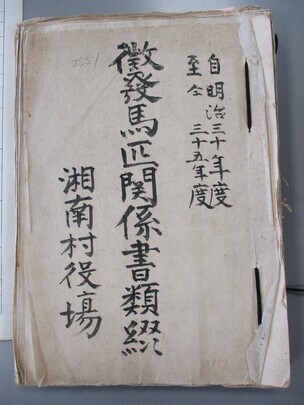 自明治三十年度
至仝三十五年度
徴發馬匹関係書類綴
湘南村役場